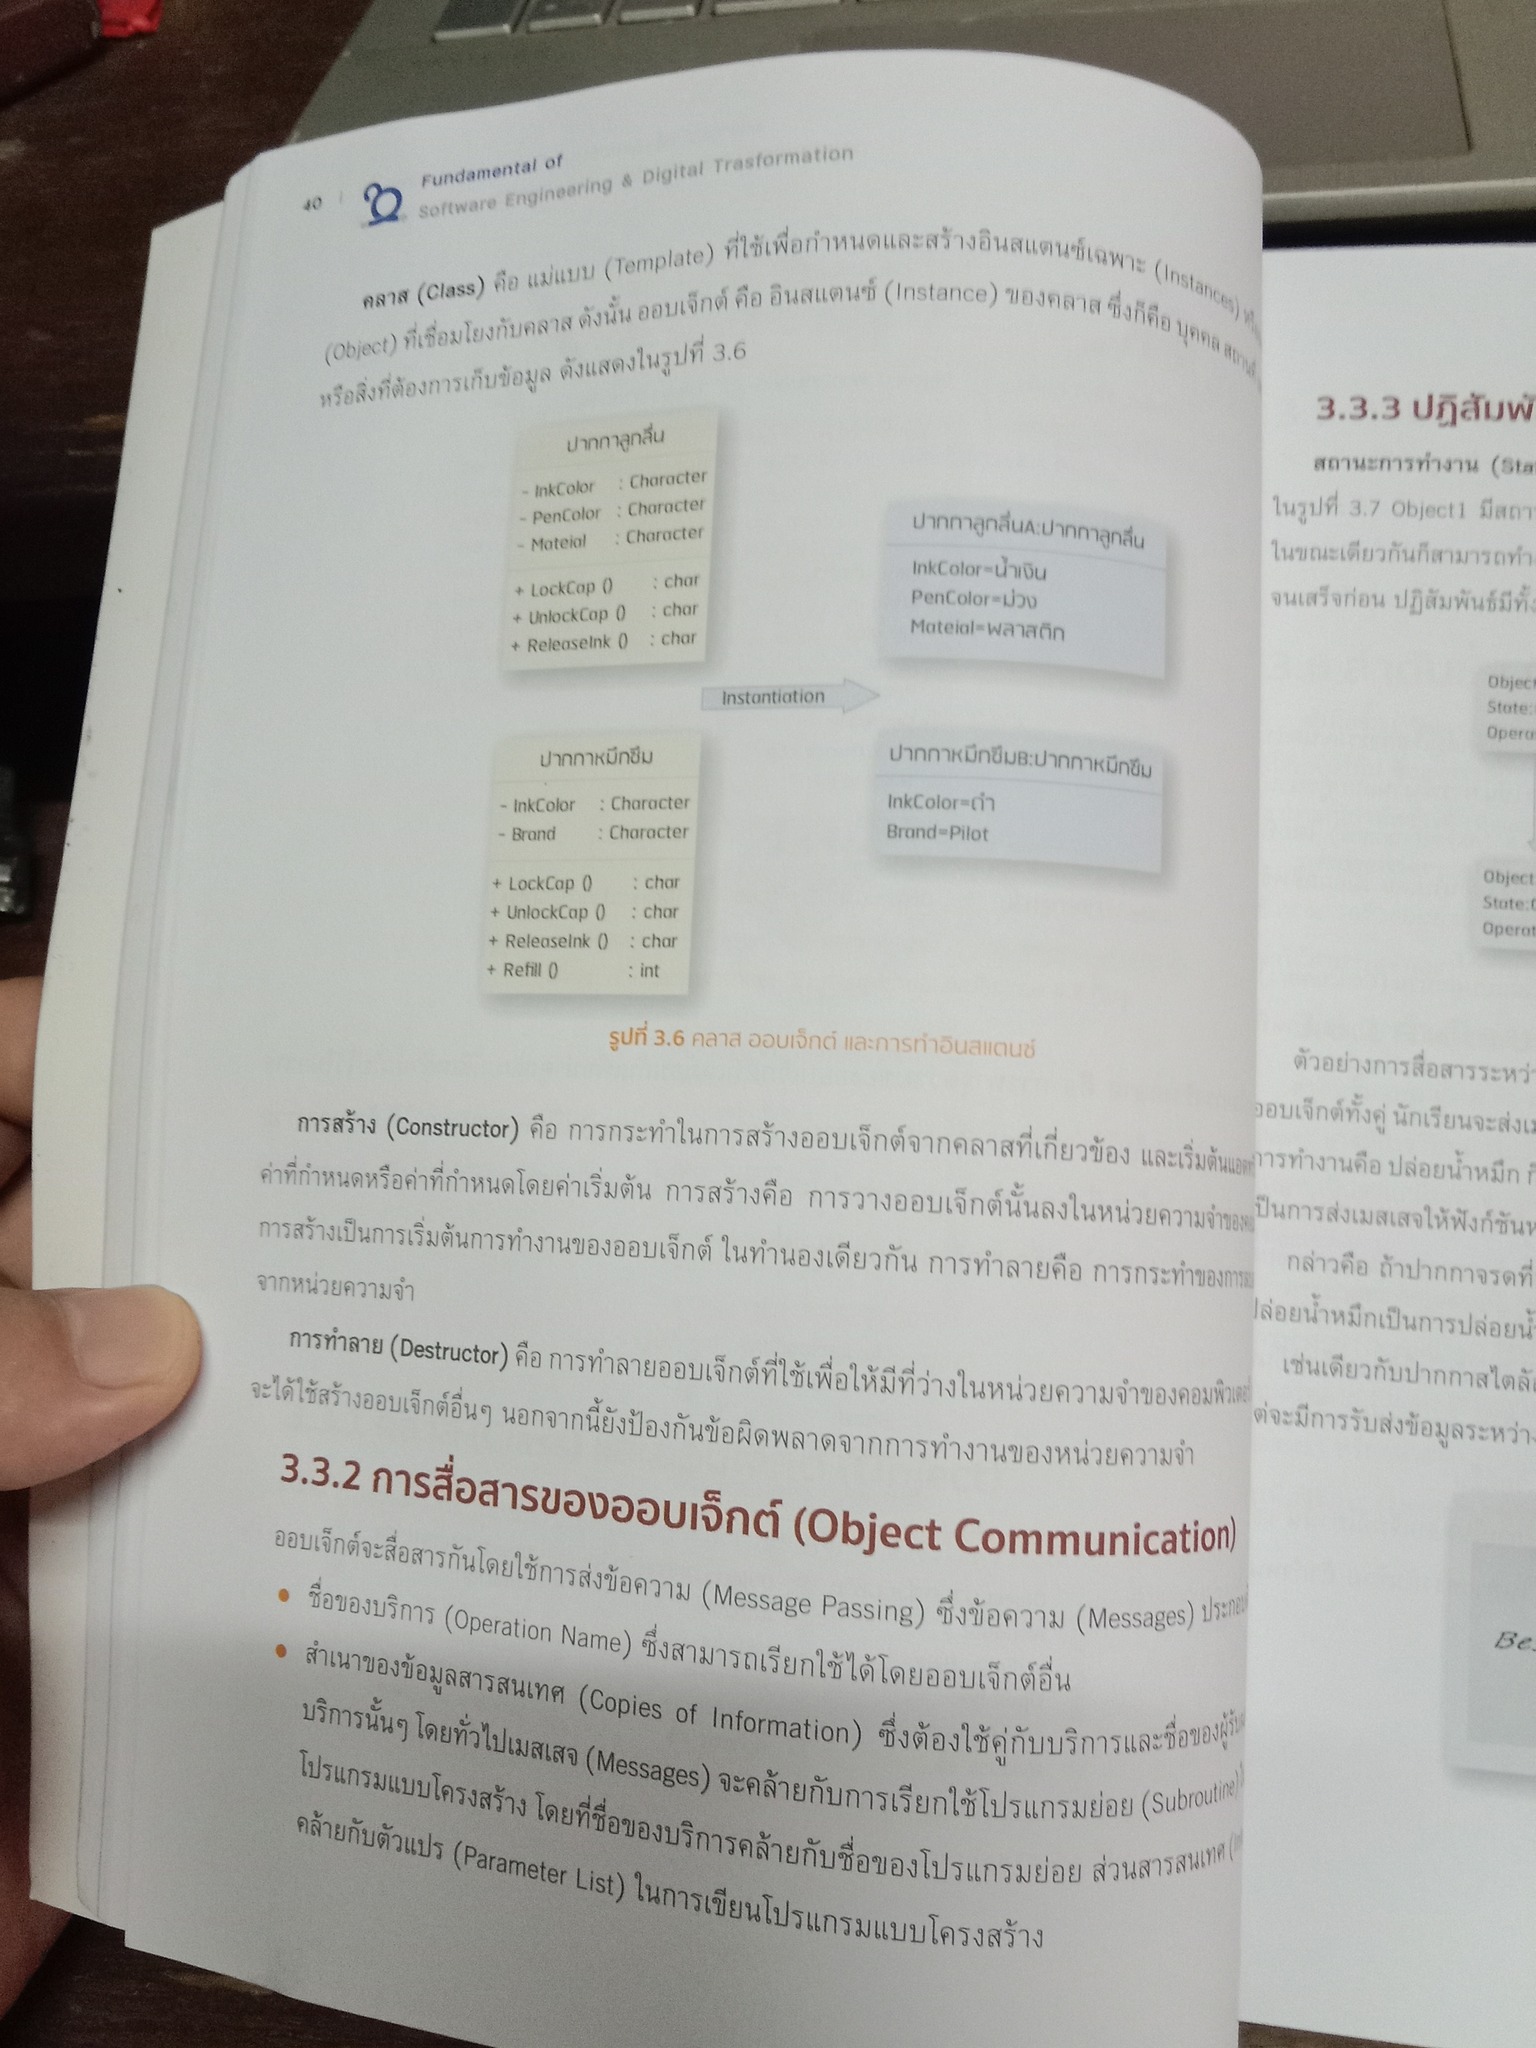 40
Fundamental of
Software Engineering & Digital Trasformation
คลาส (Class) คือ แม่แบบ (Template) ที่ใช้เพื่อกำหนดและสร้างอินสแตนซ์เฉพาะ (Instances)
(Object) ที่เชื่อมโยงกับคลาส ดังนั้น ออบเจ็กต์ คือ อินสแตนซ์ (Instance) ของคลาส ซึ่งก็คือ บุคคล
หรือสิ่งที่ต้องการเก็บข้อมูล ดังแสดงในรูปที่ 3.6
ปากกาลูกลื่น
- InkColor : Character
- PenColor : Character
- Mateial : Character
+ LockCap () : char
+ UnlockCap () : char
+ ReleaseInk () : char
ปากกาลูกลื่นA:ปากกาลูกลื่น
InkColor=น้ำเงิน
PenColor=ม่วง
Mateial=พลาสติก
Instantiation
ปากกาหมึกซึม
- InkColor : Character
- Brand : Character
+ LockCap () : char
+ UnlockCap () : char
+ ReleaseInk () : char
+ Refill () : int
ปากกาหมึกซึมB:ปากกาหมึกซึม
InkColor=ดำ
Brand=Pilot
รูปที่ 3.6 คลาส ออบเจ็กต์ และการทำอินสแตนซ์
การสร้าง (Constructor) คือ การกระทำในการสร้างออบเจ็กต์จากคลาสที่เกี่ยวข้อง และเริ่มต้น
ค่าที่กำหนดหรือค่าที่กำหนดโดยค่าเริ่มต้น การสร้างคือ การวางออบเจ็กต์นั้นลงในหน่วยความจำ
การสร้างเป็นการเริ่มต้นการทำงานของออบเจ็กต์ ในทำนองเดียวกัน การทำลายคือ การกระทำของการ
จากหน่วยความจำ
การทำลาย (Destructor) คือ การทำลายออบเจ็กต์ที่ใช้เพื่อให้มีที่ว่างในหน่วยความจำของคอมพิวเตอร์
จะได้ใช้สร้างออบเจ็กต์อื่นๆ นอกจากนี้ยังป้องกันข้อผิดพลาดจากการทำงานของหน่วยความจำ
3.3.2 การสื่อสารของออบเจ็กต์ (Object Communication)
ออบเจ็กต์จะสื่อสารกันโดยใช้การส่งข้อความ (Message Passing) ซึ่งข้อความ (Messages)
• ชื่อของบริการ (Operation Name) ซึ่งสามารถเรียกใช้ได้โดยออบเจ็กต์อื่น
• สำเนาของข้อมูลสารสนเทศ (Copies of Information) ซึ่งต้องใช้คู่กับบริการและชื่อของผู้รับ
บริการนั้นๆ โดยทั่วไปเมสเสจ (Messages) จะคล้ายกับการเรียกใช้โปรแกรมย่อย (Subroutine)
โปรแกรมแบบโครงสร้าง โดยที่ชื่อของบริการคล้ายกับชื่อของโปรแกรมย่อย ส่วนสารสนเทศ
คล้ายกับตัวแปร (Parameter List) ในการเขียนโปรแกรมแบบโครงสร้าง
3.3.3 ปฏิสัมพั
สถานะการทำงาน (Sta
ในรูปที่ 3.7 Object1 มีสถา
ในขณะเดียวกันก็สามารถทำ
จนเสร็จก่อน ปฏิสัมพันธ์มีทั้ง
Object
State:
Opera
Object
State:
Operat
ตัวอย่างการสื่อสารระหว่
ออบเจ็กต์ทั้งคู่ นักเรียนจะส่งเม
การทำงานคือ ปล่อยน้ำหมึก
เป็นการส่งเมสเสจให้ฟังก์ชัน
กล่าวคือ ถ้าปากกาจรดที่
ปล่อยน้ำหมึกเป็นการปล่อยน้ำ
เช่นเดียวกับปากกาสไตลัส
ต่จะมีการรับส่งข้อมูลระหว่าง
Be